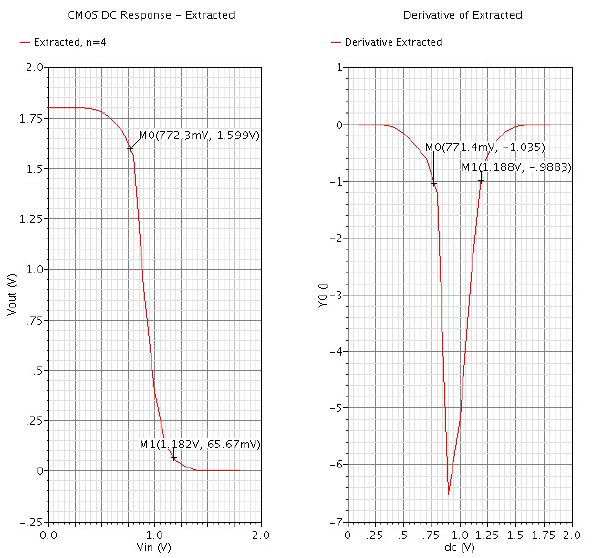 CMOS DC Response – Extracted
Extracted, n=4
2.0
1.75
1.5
1.25
1.0
.75
.5
.25
0
-.25
Vout (V)
M0(772.3mV, 1.599V)
M1(1.182V, 65.67mV)
0.0
1.0
2.0
Vin (V)
Derivative of Extracted
Derivative Extracted
1
0
-1
-2
-3
-4
-5
-6
-7
Y0 ()
M0(771.4mV, -1.035)
M1(1.188V, -.9883)
0
.25
.5
.75
1.0
1.25
1.5
1.75
2.0
dc (V)